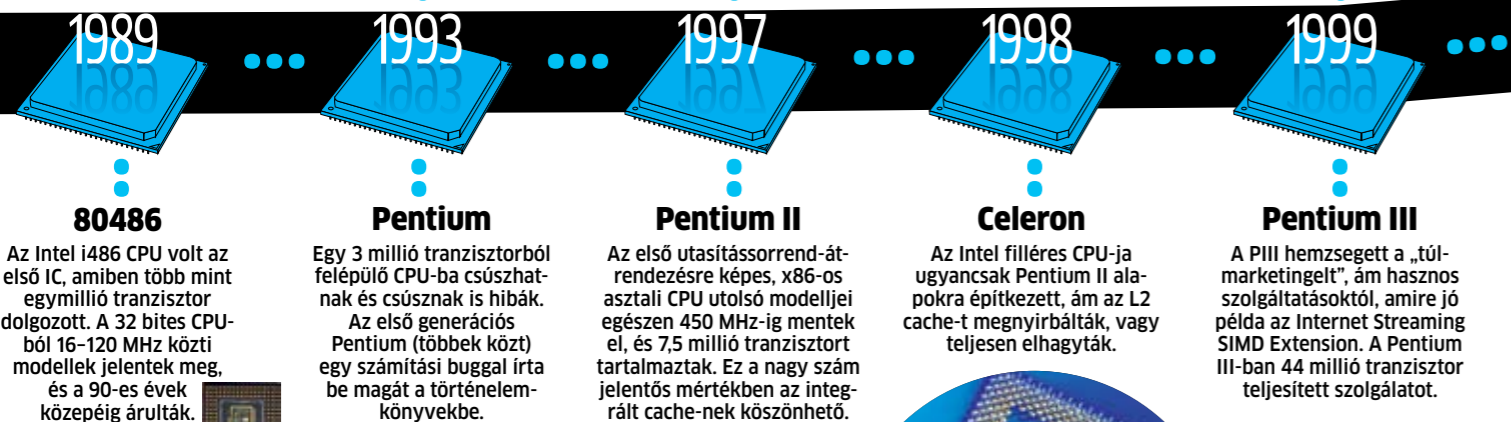 1989
1993
1997
1998
1999
80486
Az Intel i486 CPU volt az
első IC, amiben több mint
egymillió tranzisztor
dolgozott. A 32 bites CPU-
ból 16–120 MHz közti
modellek jelentek meg,
és a 90-es évek
közepéig árulták.
Pentium
Egy 3 millió tranzisztorból
felépülő CPU-ba csúszhat-
nak és csúsznak is hibák.
Az első generációs
Pentium (többek közt)
egy számítási buggal írta
be magát a történelem-
könyvekbe.
Pentium II
Az első utasítássorrend-át-
rendezésre képes, x86-os
asztali CPU utolsó modelljei
egészen 450 MHz-ig mentek
el, és 7,5 millió tranzisztort
tartalmaztak. Ez a nagy szám
jelentős mértékben az integ-
rált cache-nek köszönhető.
Celeron
Az Intel filléres CPU-ja
ugyancsak Pentium II ala-
pokra építkezett, ám az L2
cache-t megnyirbálták, vagy
teljesen elhagyták.
Pentium III
A PIII hemzsegett a „túl-
marketingelt”, ám hasznos
szolgáltatásoktól, amire jó
példa az Internet Streaming
SIMD Extension. A Pentium
III-ban 44 millió tranzisztor
teljesített szolgálatot.